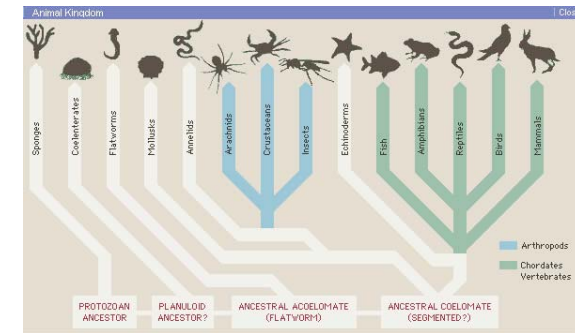 Animal Kingdom
Clos
Sponges
Coelenterates
Flatworms
Mollusks
Annelids
Arachnids
Crustaceans
Insects
Echinoderms
Fish
Amphibians
Reptiles
Birds
Mammals
Arthropods
Chordates
Vertebrates
PROTOZOAN
ANCESTOR
PLANULOID
ANCESTOR?
ANCESTRAL ACOELOMATE
(FLATWORM)
ANCESTRAL COELOMATE
(SEGMENTED?)